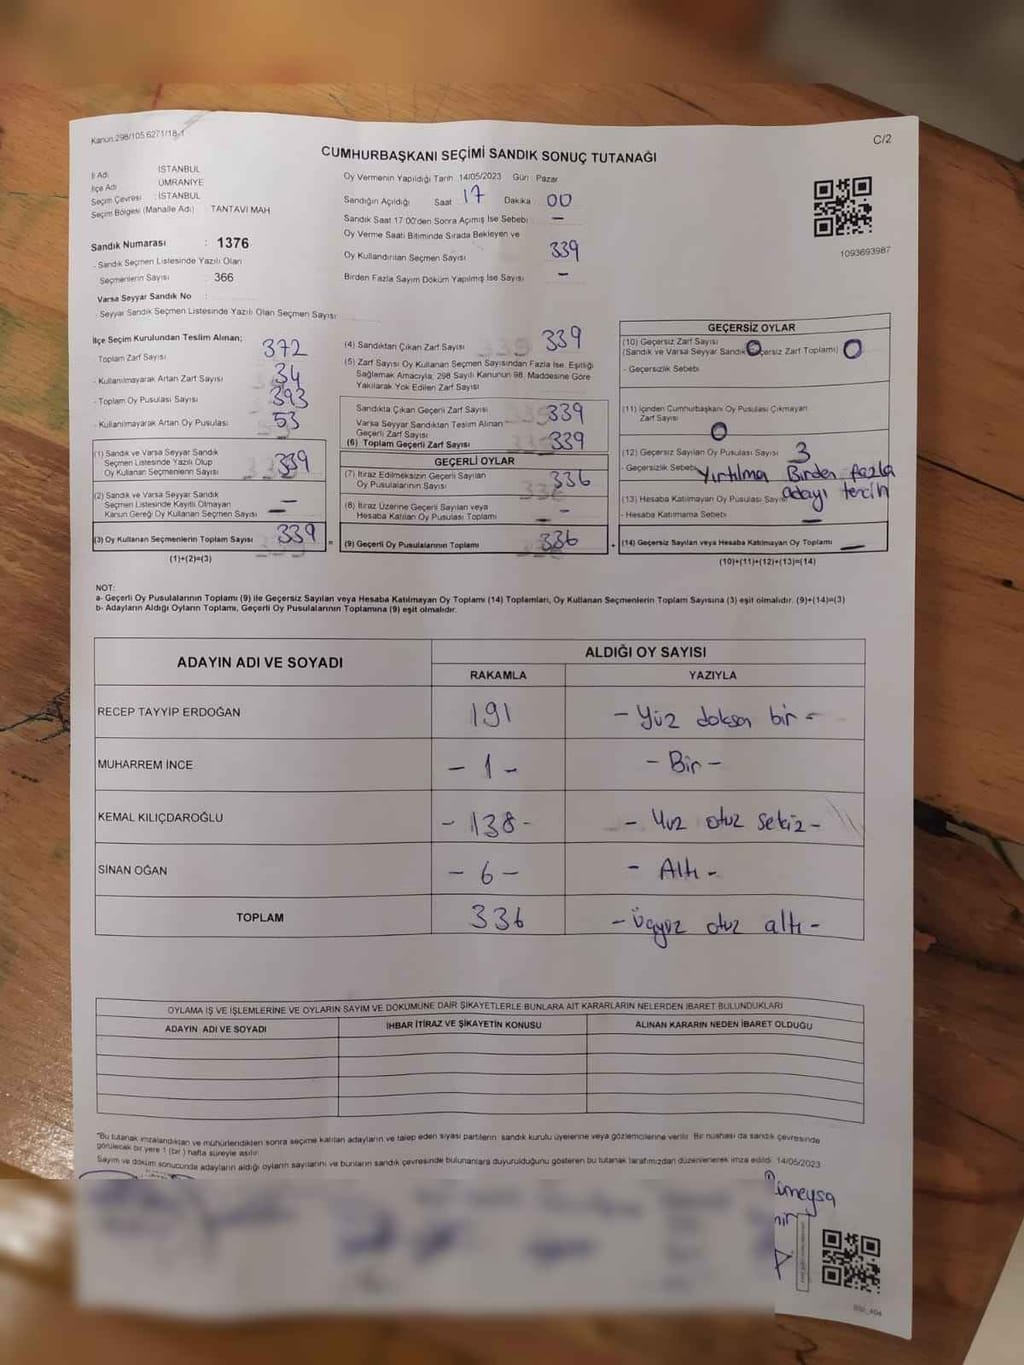 Kanun:298/105.6271/18-1
C/2
CUMHURBAŞKANI SEÇİMİ SANDIK SONUÇ TUTANAĞI
İl Adı : İSTANBUL
İlçe Adı : ÜMRANİYE
Seçim Çevresi : İSTANBUL
Seçim Bölgesi (Mahalle Adı) : TANTAVİ MAH
Sandık Numarası : 1376
- Sandık Seçmen Listesinde Yazılı Olan
Seçmenlerin Sayısı : 366
Varsa Seyyar Sandık No :
- Seyyar Sandık Seçmen Listesinde Yazılı Olan Seçmen Sayısı :
Oy Vermenin Yapıldığı Tarih :14/05/2023 Gün : Pazar
Sandığın Açıldığı Saat : 17 Dakika : 00
Sandık Saat 17:00'den Sonra Açımış İse Sebebi : -
Oy Verme Saati Bitiminde Sırada Bekleyen ve
Oy Kullandırılan Seçmen Sayısı : 339
Birden Fazla Sayım Döküm Yapılmış İse Sayısı : -
1093693987
İlçe Seçim Kurulundan Teslim Alınan;
- Toplam Zarf Sayısı : 372
- Kullanılmayarak Artan Zarf Sayısı : 34
- Toplam Oy Pusulası Sayısı : 393
- Kullanılmayarak Artan Oy Pusulası : 53
(1) Sandık ve Varsa Seyyar Sandık
Seçmen Listesinde Yazılı Olup
Oy Kullanan Seçmenlerin Sayısı : 339
(2) Sandık ve Varsa Seyyar Sandık
Seçmen Listesinde Kayıtlı Olmayan
Kanun Gereği Oy Kullanan Seçmen Sayısı : -
(3) Oy Kullanan Seçmenlerin Toplam Sayısı : 339
(1)+(2)=(3)
(4) Sandıktan Çıkan Zarf Sayısı : 339
(5) Zarf Sayısı Oy Kullanan Seçmen Sayısından Fazla İse, Eşitliği
Sağlamak Amacıyla; 298 Sayılı Kanunun 98. Maddesine Göre
Yakılarak Yok Edilen Zarf Sayısı :
Sandıkta Çıkan Geçerli Zarf Sayısı : 339
Varsa Seyyar Sandıktan Teslim Alınan
Geçerli Zarf Sayısı :
(6) Toplam Geçerli Zarf Sayısı : 339
GEÇERLİ OYLAR
(7) İtiraz Edilmeksizin Geçerli Sayılan
Oy Pusulalarının Sayısı : 336
(8) İtiraz Üzerine Geçerli Sayılan veya
Hesaba Katılan Oy Pusulası Toplamı : -
(9) Geçerli Oy Pusulalarının Toplamı : 336
GEÇERSİZ OYLAR
(10) Geçersiz Zarf Sayısı
(Sandık ve Varsa Seyyar Sandık Geçersiz Zarf Toplamı) : 0
- Geçersizlik Sebebi :
(11) İçinden Cumhurbaşkanı Oy Pusulası Çıkmayan
Zarf Sayısı : 0
(12) Geçersiz Sayılan Oy Pusulası Sayısı : 3
- Geçersizlik Sebebi : Yırtılma Birden fazla
adayı tercih
(13) Hesaba Katılmayan Oy Pusulası Sayısı :
- Hesaba Katılmama Sebebi : -
(14) Geçersiz Sayılan veya Hesaba Katılmayan Oy Toplamı : -
(10)+(11)+(12)+(13)=(14)
NOT:
a- Geçerli Oy Pusulalarının Toplamı (9) ile Geçersiz Sayılan veya Hesaba Katılmayan Oy Toplamı (14) Toplamları, Oy Kullanan Seçmenlerin Toplam Sayısına (3) eşit olmalıdır. (9)+(14)=(3)
b- Adayların Aldığı Oyların Toplamı, Geçerli Oy Pusulalarının Toplamına (9) eşit olmalıdır.
ADAYIN ADI VE SOYADI ALDIĞI OY SAYISI
RAKAMLA YAZIYLA
RECEP TAYYİP ERDOĞAN 191 - Yüz doksan bir -
MUHARREM İNCE - 1 - - Bir -
KEMAL KILIÇDAROĞLU - 138 - - Yüz otuz sekiz -
SİNAN OĞAN - 6 - - Altı -
TOPLAM 336 - Üçyüz otuz altı -
OYLAMA İŞ VE İŞLEMLERİNE VE OYLARIN SAYIM VE DÖKÜMÜNE DAİR ŞİKAYETLERLE BUNLARA AİT KARARLARIN NELERDEN İBARET BULUNDUKLARI
ADAYIN ADI VE SOYADI İHBAR İTİRAZ VE ŞİKAYETİN KONUSU ALINAN KARARIN NEDEN İBARET OLDUĞU
"Bu tutanak imzalandıktan ve mühürlendikten sonra seçime katılan adayların ve talep eden siyasi partilerin sandık kurulu üyelerine veya gözlemcilerine verilir. Bir nüshası da sandık çevresinde
görülecek bir yere 1 (bir) hafta süreyle asılır.
Sayım ve döküm sonucunda adayların aldığı oyların sayılarını ve bunların sandık çevresinde bulunanlara duyurulduğunu gösteren bu tutanak tarafımızdan düzenlenerek imza edildi. 14/05/2023
Rümeysa